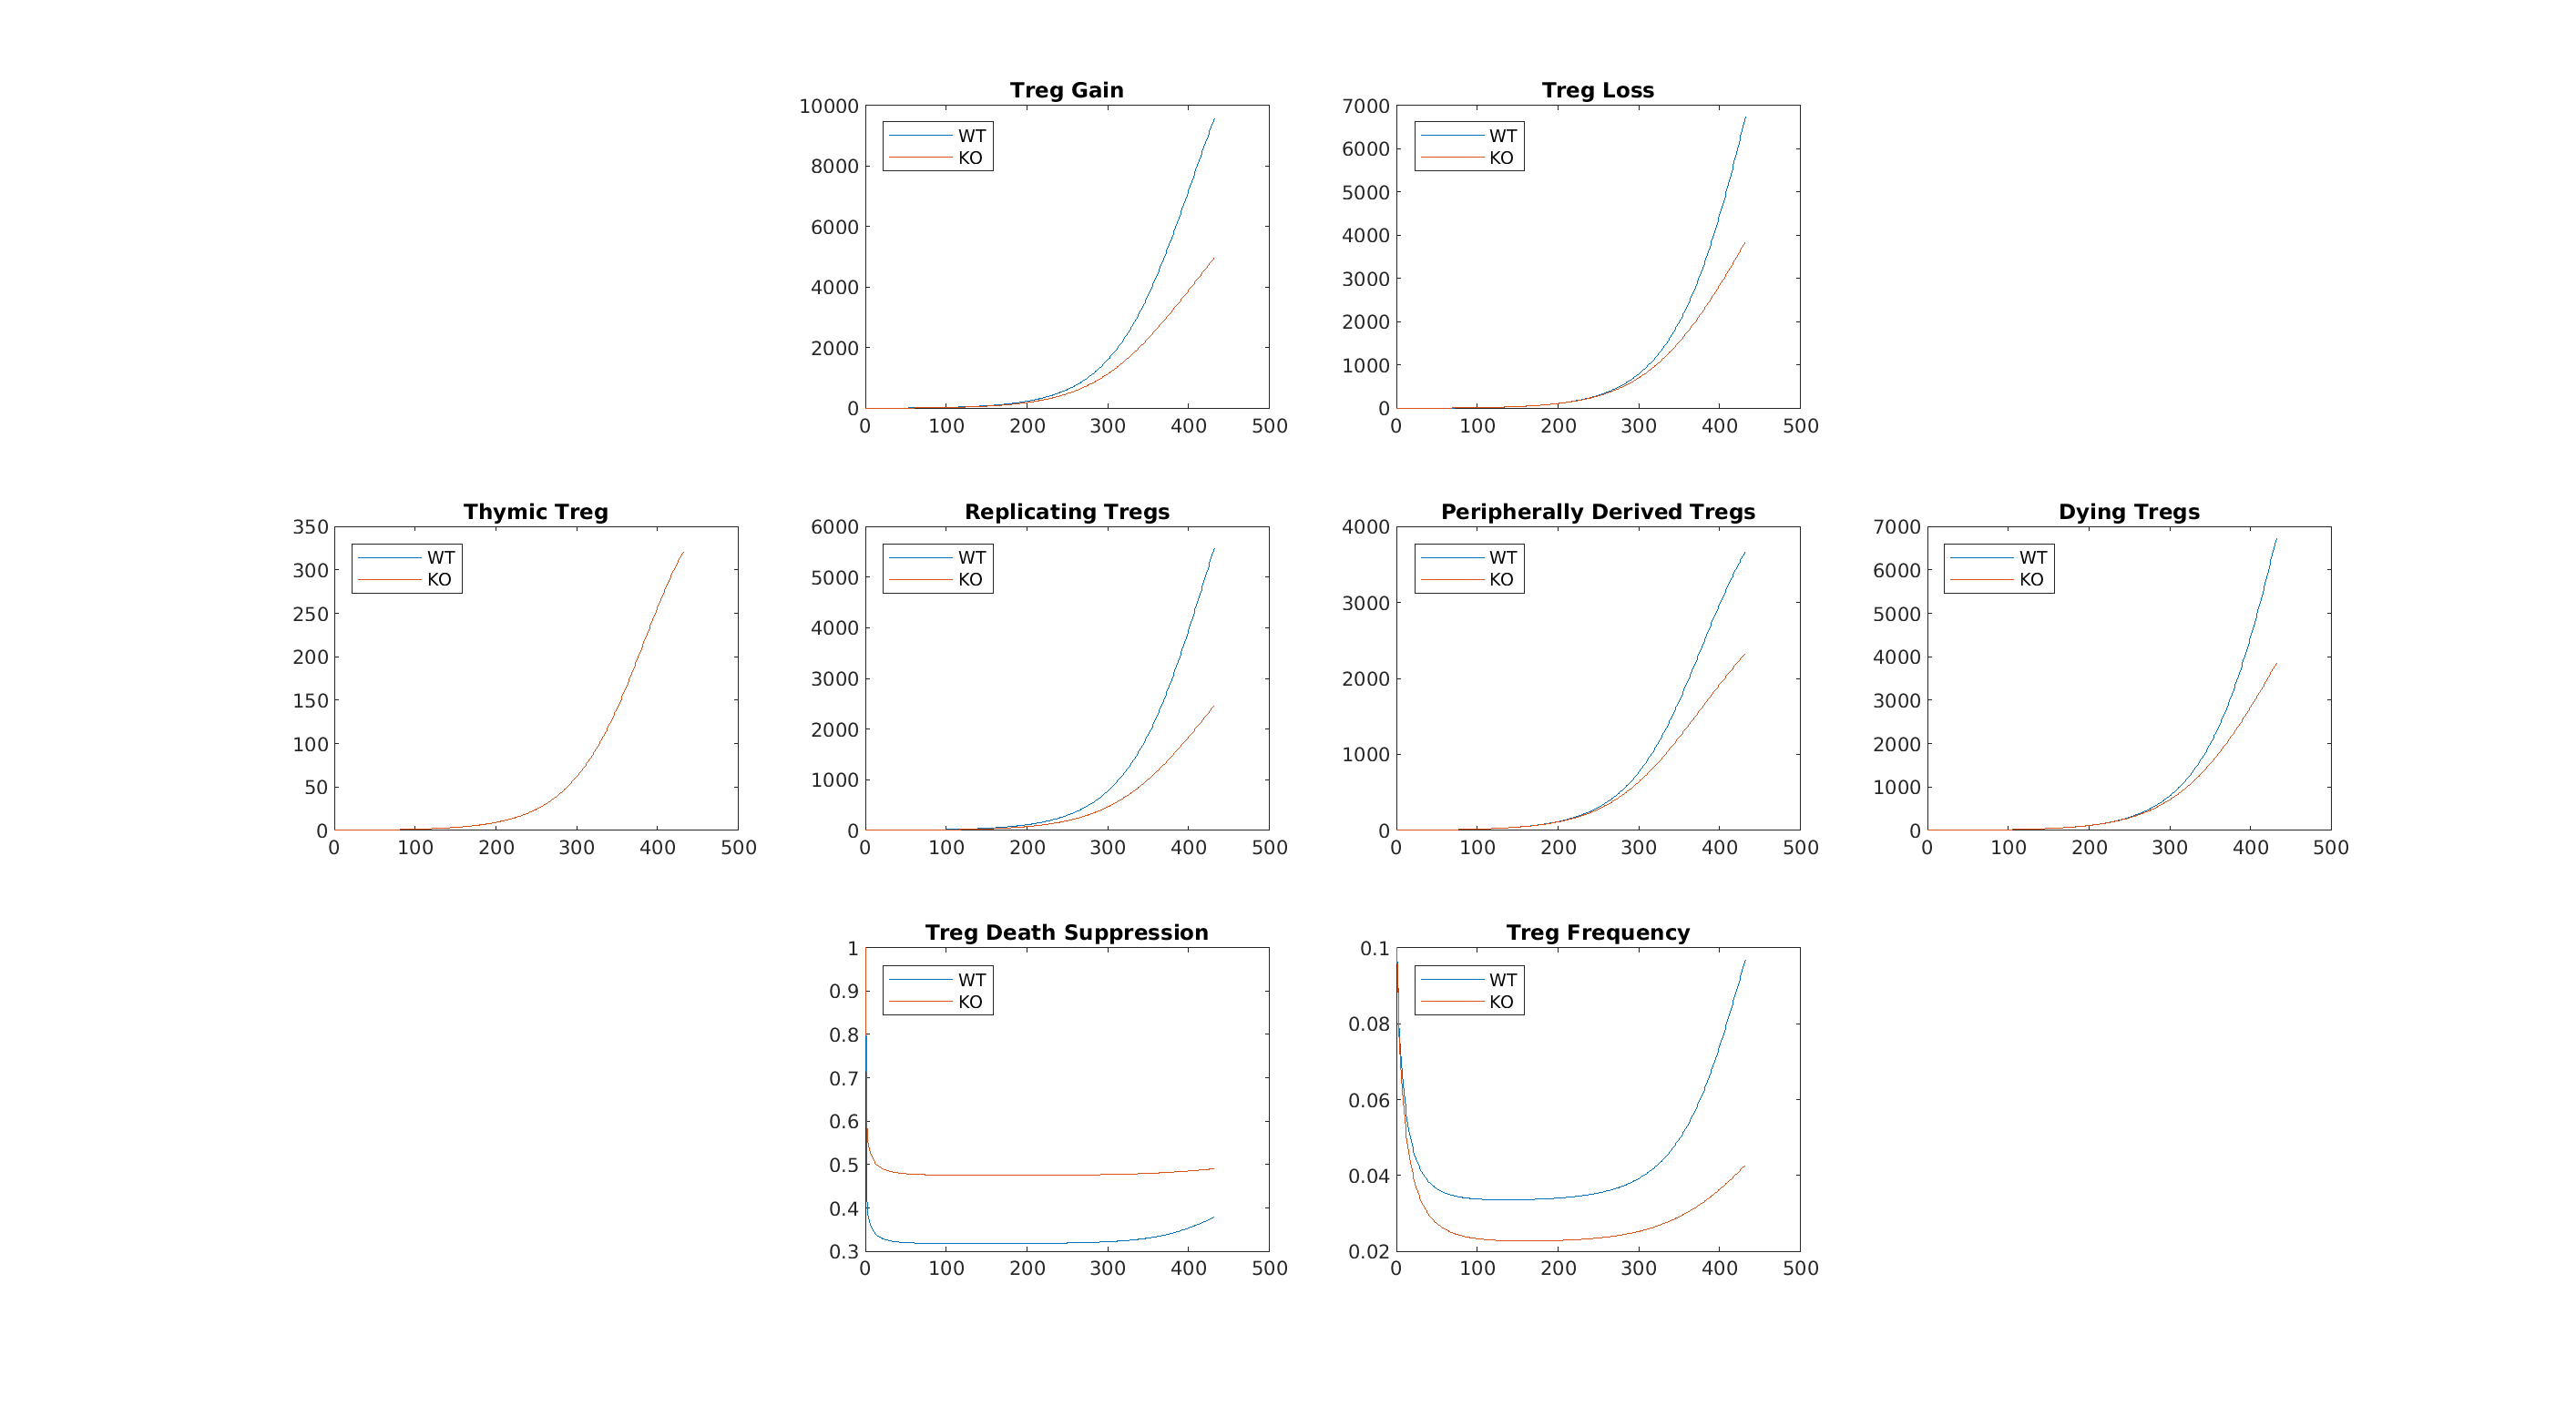 Treg Gain
10000
8000
6000
4000
2000
0
WT
KO
0 100 200 300 400 500
Treg Loss
7000
6000
5000
4000
3000
2000
1000
0
WT
KO
0 100 200 300 400 500
Thymic Treg
350
300
250
200
150
100
50
0
WT
KO
0 100 200 300 400 500
Replicating Tregs
6000
5000
4000
3000
2000
1000
0
WT
KO
0 100 200 300 400 500
Peripherally Derived Tregs
4000
3000
2000
1000
0
WT
KO
0 100 200 300 400 500
Dying Tregs
7000
6000
5000
4000
3000
2000
1000
0
WT
KO
0 100 200 300 400 500
Treg Death Suppression
1
0.9
0.8
0.7
0.6
0.5
0.4
0.3
WT
KO
0 100 200 300 400 500
Treg Frequency
0.1
0.08
0.06
0.04
0.02
WT
KO
0 100 200 300 400 500